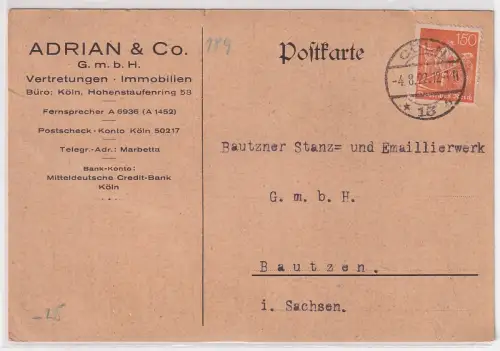 ADRIAN & Co.
G. m. b. H.
Vertretungen · Immobilien
Büro: Köln, Hohenstaufenring 53
Fernsprecher A 6936 (A 1452)
Postscheck-Konto Köln 50217
Telegr.-Adr.: Marbetta
Bank-Konto:
Mitteldeutsche Credit-Bank
Köln
Postkarte
150
Bautzner Stanz= und Emaillierwerk
G. m. b. H.
Bautzen.
i. Sachsen.